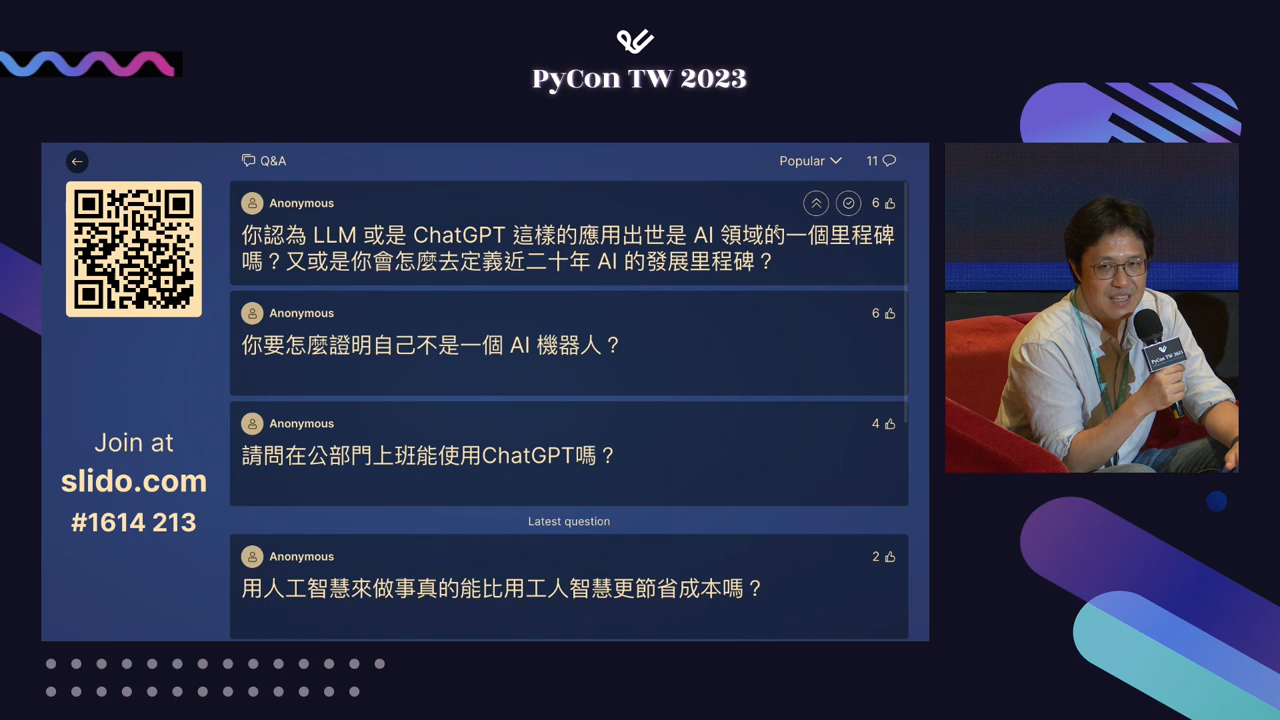 PyCon TW 2023
Q&A
Popular
11
Anonymous
6
你認為 LLM 或是 ChatGPT 這樣的應用出世是 AI 領域的一個里程碑
嗎？又或是你會怎麼去定義近二十年 AI 的發展里程碑？
Anonymous
6
你要怎麼證明自己不是一個 AI 機器人？
Anonymous
4
請問在公部門上班能使用ChatGPT嗎？
Latest question
Anonymous
2
用人工智慧來做事真的能比用工人智慧更節省成本嗎？
Join at
slido.com
#1614 213
PyCon TW 2023